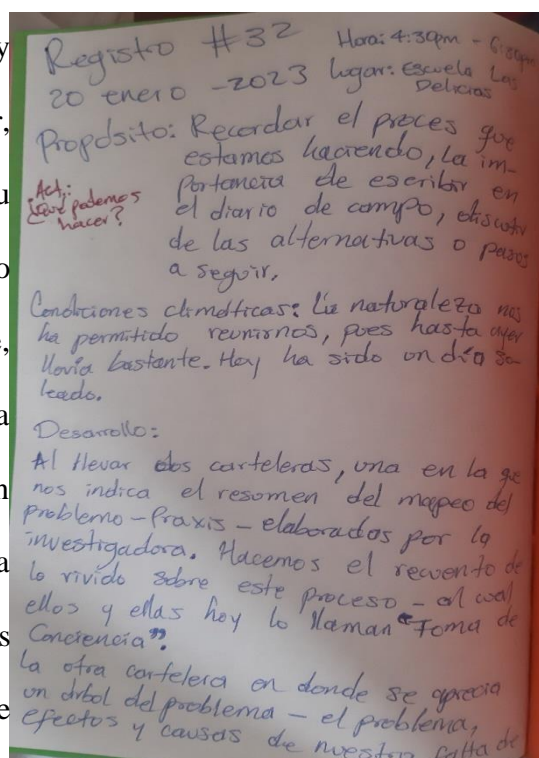 y
Registro #32 Hora: 4:30pm - 6:30pm
20 enero -2023 Lugar: Escuela Las
Delicias
r,
Propósito: Recordar el proces que
estamos haciendo, la im-
portancia de escribir en
u
Act.:
¿Qué podemos
hacer?
el diario de campo, discutir
de las alternativas o pasos
a seguir.
o
Condiciones climáticas: La naturaleza nos
ha permitido reunirnos, pues hasta ayer
llovía bastante. Hoy ha sido un día so-
leado.
a
Desarrollo:
Al llevar dos carteleras, una en la qe
n
nos indica el resumen del mapeo del
problema - Praxis - elaborados por la
investigadora. Hacemos el recuento de
a
lo vivido sobre este proceso - al cual
ellos y ellas hoy lo llaman "Toma de
s
Conciencia".
la otra cartelera en donde se aprecia
un árbol del problema - el problema,
e
efectos y causas de nuestra falta de